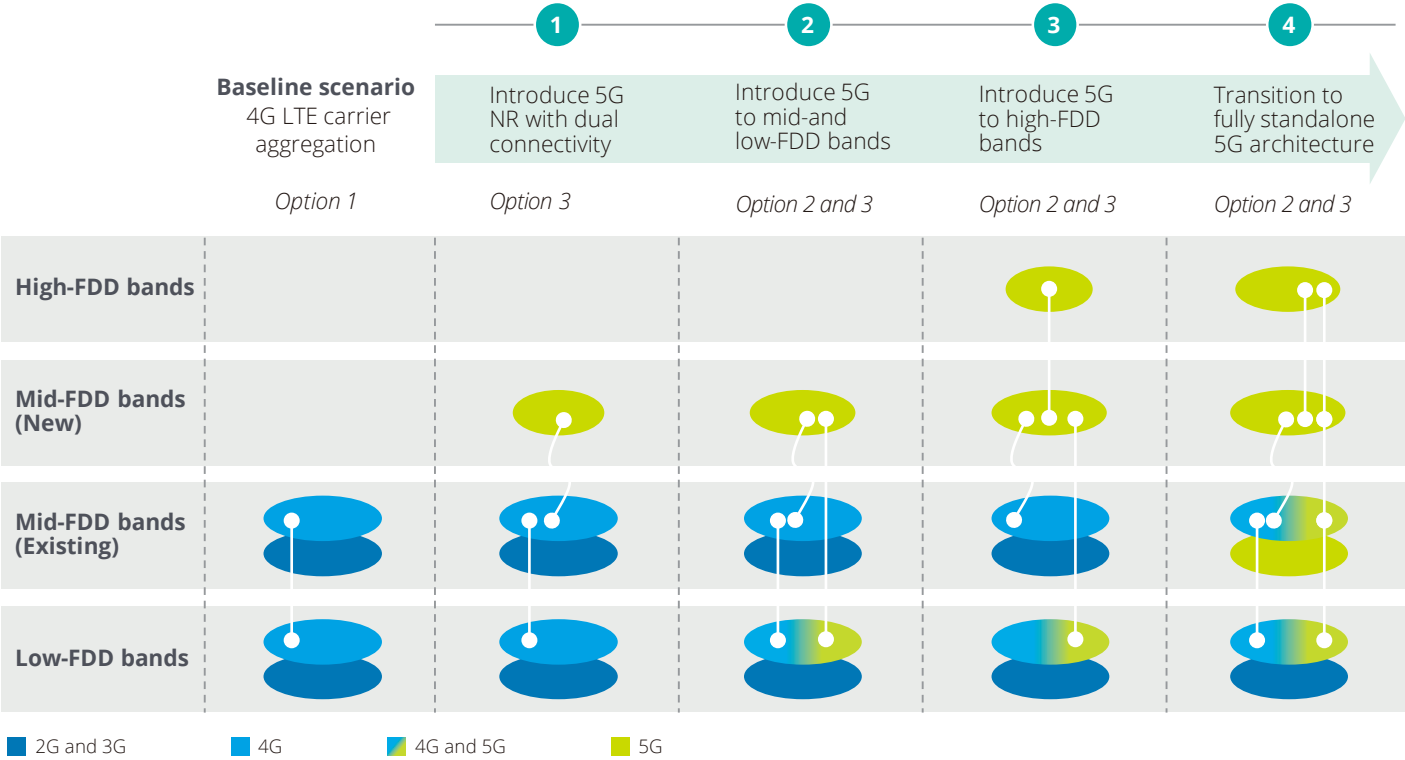 1
2
3
4
Baseline scenario
4G LTE carrier
aggregation
Introduce 5G
NR with dual
connectivity
Introduce 5G
to mid-and
low-FDD bands
Introduce 5G
to high-FDD
bands
Transition to
fully standalone
5G architecture
Option 1
Option 3
Option 2 and 3
Option 2 and 3
Option 2 and 3
High-FDD bands
Mid-FDD bands
(New)
Mid-FDD bands
(Existing)
Low-FDD bands
2G and 3G
4G
4G and 5G
5G